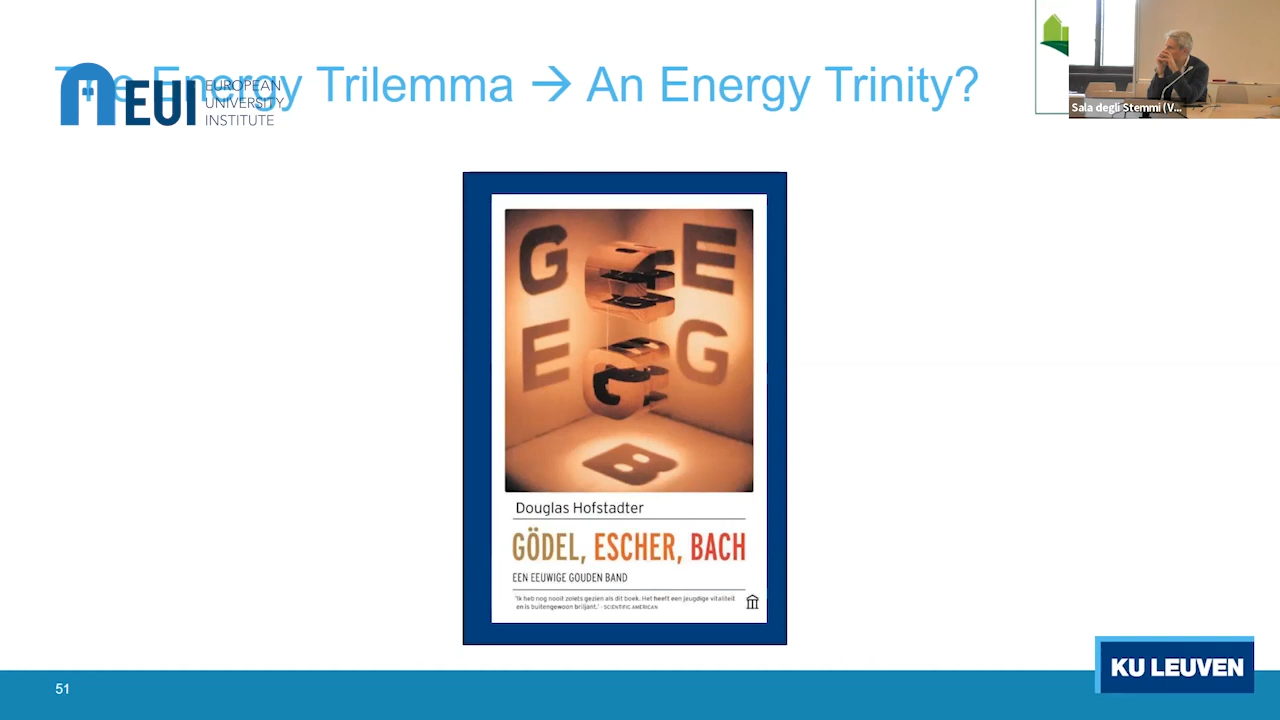 The Energy Trilemma → An Energy Trinity?
EUI
EUROPEAN
UNIVERSITY
INSTITUTE
Sala degli Stemmi (V...
G E
E G
B
Douglas Hofstadter
GÖDEL, ESCHER, BACH
EEN EEUWIGE GOUDEN BAND
'Ik heb nog nooit zoiets gezien als dit boek. Het heeft een jeugdige vitaliteit
en is buitengewoon briljant.' - SCIENTIFIC AMERICAN
51
KU LEUVEN